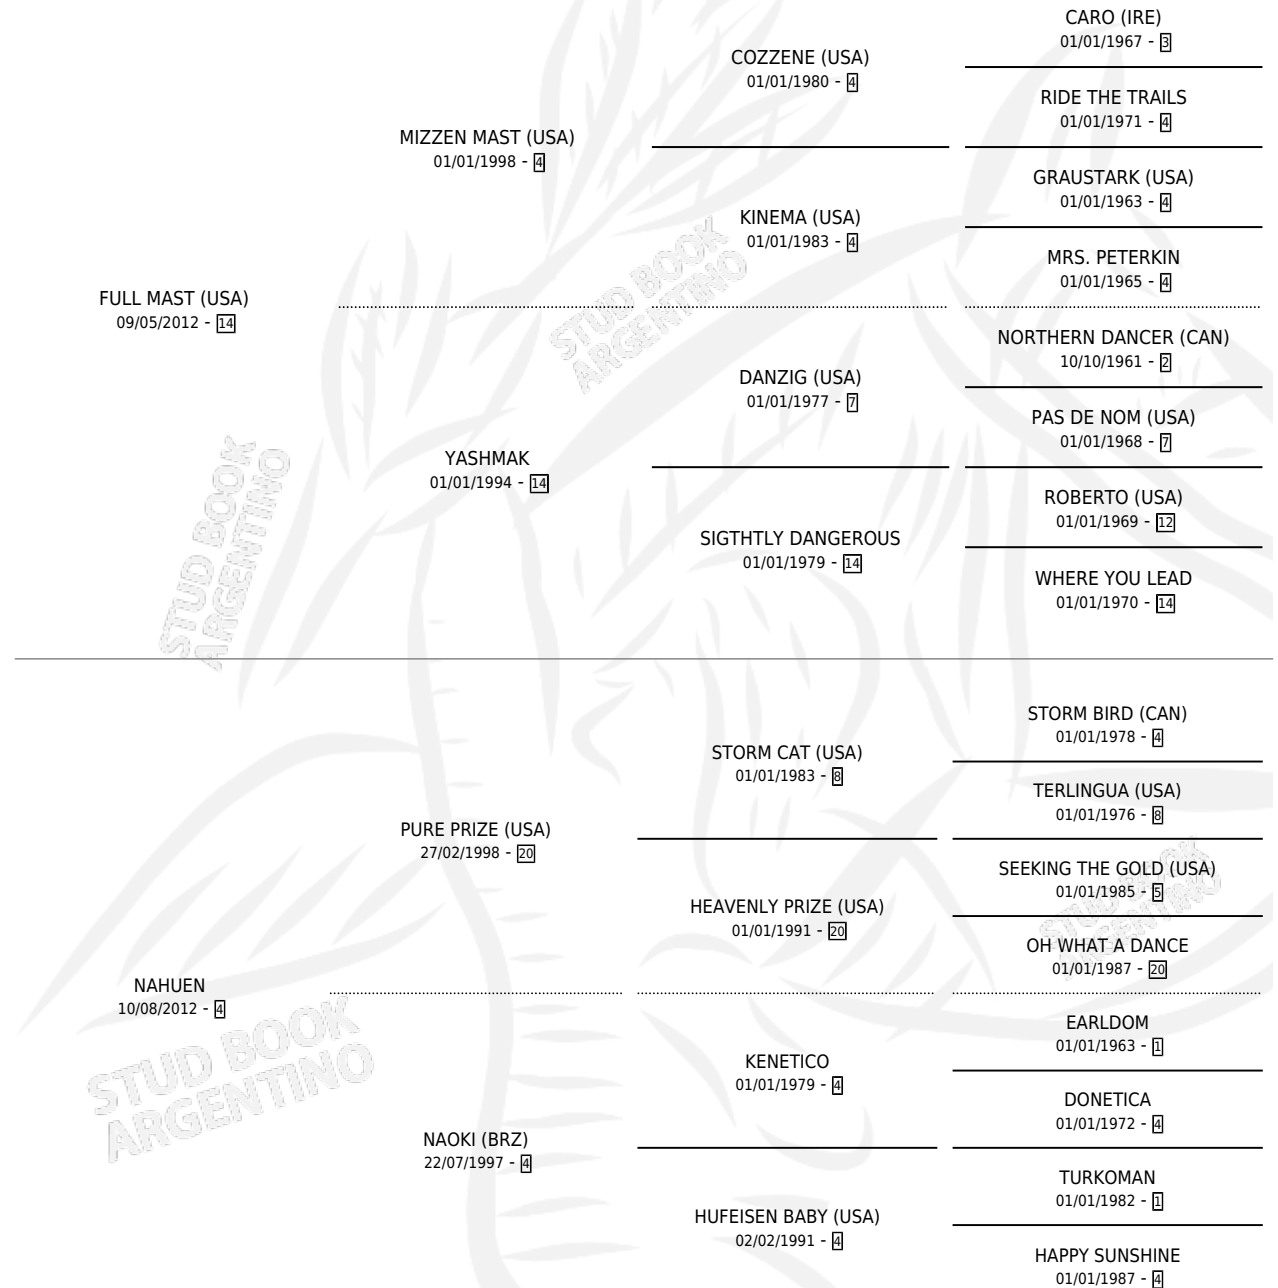 CARO (IRE)
01/01/1967 - 3
COZZENE (USA)
01/01/1980 - 4
RIDE THE TRAILS
01/01/1971 - 4
MIZZEN MAST (USA)
01/01/1998 - 4
GRAUSTARK (USA)
01/01/1963 - 4
KINEMA (USA)
01/01/1983 - 4
MRS. PETERKIN
01/01/1965 - 4
FULL MAST (USA)
09/05/2012 - 14
NORTHERN DANCER (CAN)
10/10/1961 - 2
DANZIG (USA)
01/01/1977 - 7
PAS DE NOM (USA)
01/01/1968 - 7
YASHMAK
01/01/1994 - 14
ROBERTO (USA)
01/01/1969 - 12
SIGTHTLY DANGEROUS
01/01/1979 - 14
WHERE YOU LEAD
01/01/1970 - 14
STORM BIRD (CAN)
01/01/1978 - 4
STORM CAT (USA)
01/01/1983 - 8
TERLINGUA (USA)
01/01/1976 - 8
PURE PRIZE (USA)
27/02/1998 - 20
SEEKING THE GOLD (USA)
01/01/1985 - 5
HEAVENLY PRIZE (USA)
01/01/1991 - 20
OH WHAT A DANCE
01/01/1987 - 20
NAHUEN
10/08/2012 - 4
EARLDOM
01/01/1963 - 1
KENETICO
01/01/1979 - 4
DONETICA
01/01/1972 - 4
NAOKI (BRZ)
22/07/1997 - 4
TURKOMAN
01/01/1982 - 1
HUFEISEN BABY (USA)
02/02/1991 - 4
HAPPY SUNSHINE
01/01/1987 - 4
STUD BOOK
ARGENTINO
STUD BOOK
ARGENTINO
STUD BOOK
ARGENTINO
STUD BOOK
ARGENTINO